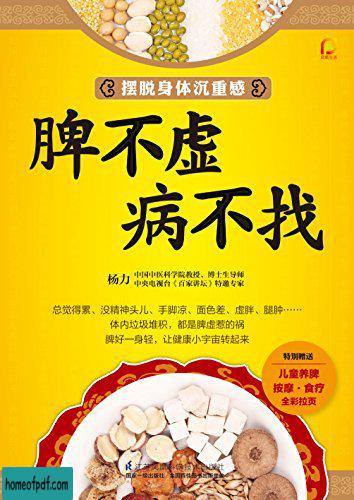 摆脱身体沉重感
脾不虚
病不找
杨力
中国中医科学院教授、博士生导师
中央电视台《百家讲坛》特邀专家
总觉得累、没精神头儿、手脚凉、面色差、虚胖、腿肿……
体内垃圾堆积，都是脾虚惹的祸
脾好一身轻，让健康小宇宙转起来
特别赠送
儿童养脾
按摩·食疗
全彩拉页
homeofpdf.com